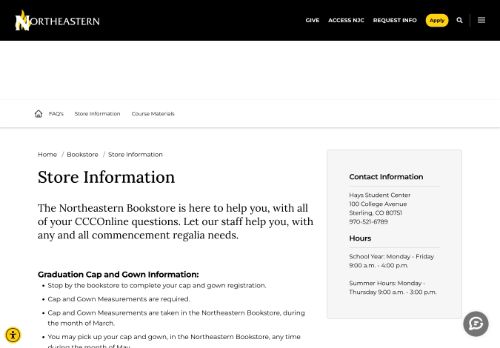 NORTHEASTERN
GIVE ACCESS NJC REQUEST INFO Apply
FAQ's Store Information Course Materials
Home / Bookstore / Store Information
Store Information
The Northeastern Bookstore is here to help you, with all
of your CCCOnline questions. Let our staff help you, with
any and all commencement regalia needs.
Graduation Cap and Gown Information:
Stop by the bookstore to complete your cap and gown registration.
Cap and Gown Measurements are required.
Cap and Gown Measurements are taken in the Northeastern Bookstore, during
the month of March.
You may pick up your cap and gown, in the Northeastern Bookstore, any time
during the month of May.
Contact Information
Hays Student Center
100 College Avenue
Sterling, CO 80751
970-521-6789
Hours
School Year: Monday - Friday
9:00 a.m. - 4:00 p.m.
Summer Hours: Monday -
Thursday 9:00 a.m. - 3:00 p.m.